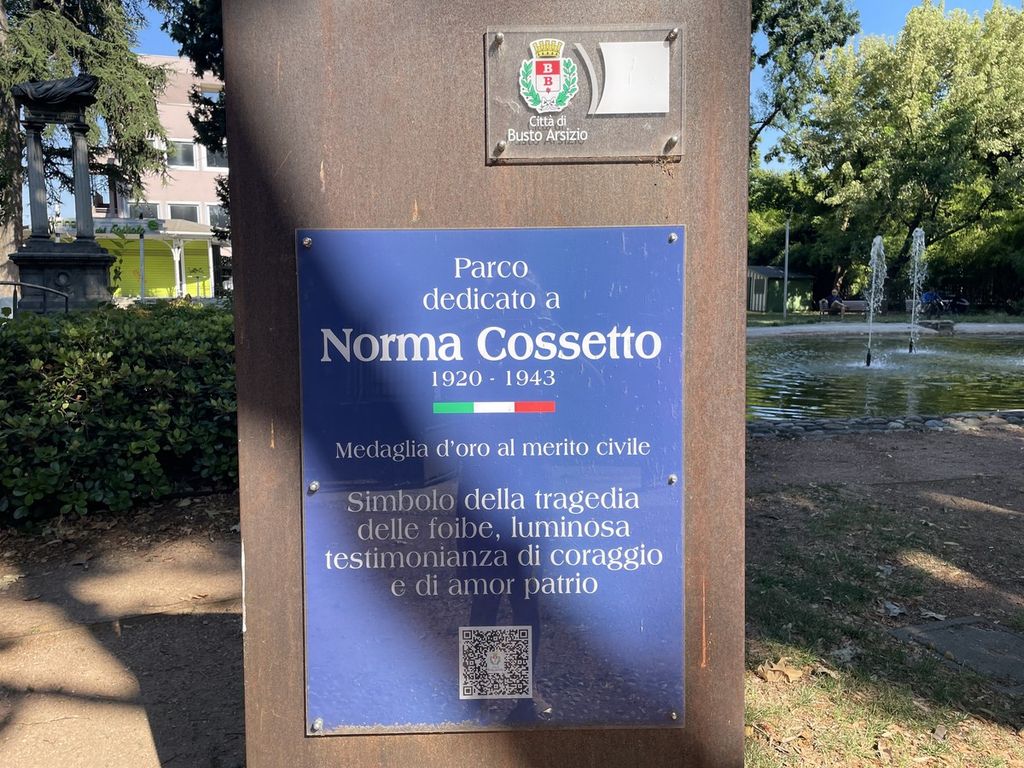 B B
Città di
Busto Arsizio
Parco
dedicato a
Norma Cossetto
1920 - 1943
Medaglia d'oro al merito civile
Simbolo della tragedia
delle foibe, luminosa
testimonianza di coraggio
e di amor patrio